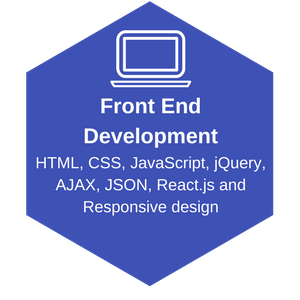 Front End
Development
HTML, CSS, JavaScript, jQuery,
AJAX, JSON, React.js and
Responsive design